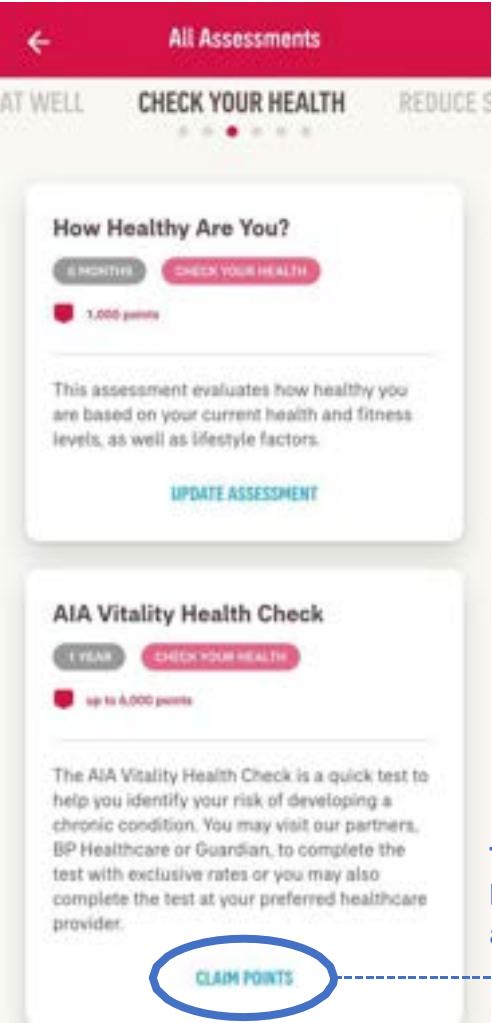 All Assessments
AT WELL CHECK YOUR HEALTH REDUCE S
How Healthy Are You?
6 MONTHS CHECK YOUR HEALTH
1,000 points
This assessment evaluates how healthy you
are based on your current health and fitness
levels, as well as lifestyle factors.
UPDATE ASSESSMENT
AIA Vitality Health Check
1 YEAR CHECK YOUR HEALTH
up to 6,000 points
The AIA Vitality Health Check is a quick test to
help you identify your risk of developing a
chronic condition. You may visit our partners,
BP Healthcare or Guardian, to complete the
test with exclusive rates or you may also
complete the test at your preferred healthcare
provider.
CLAIM POINTS